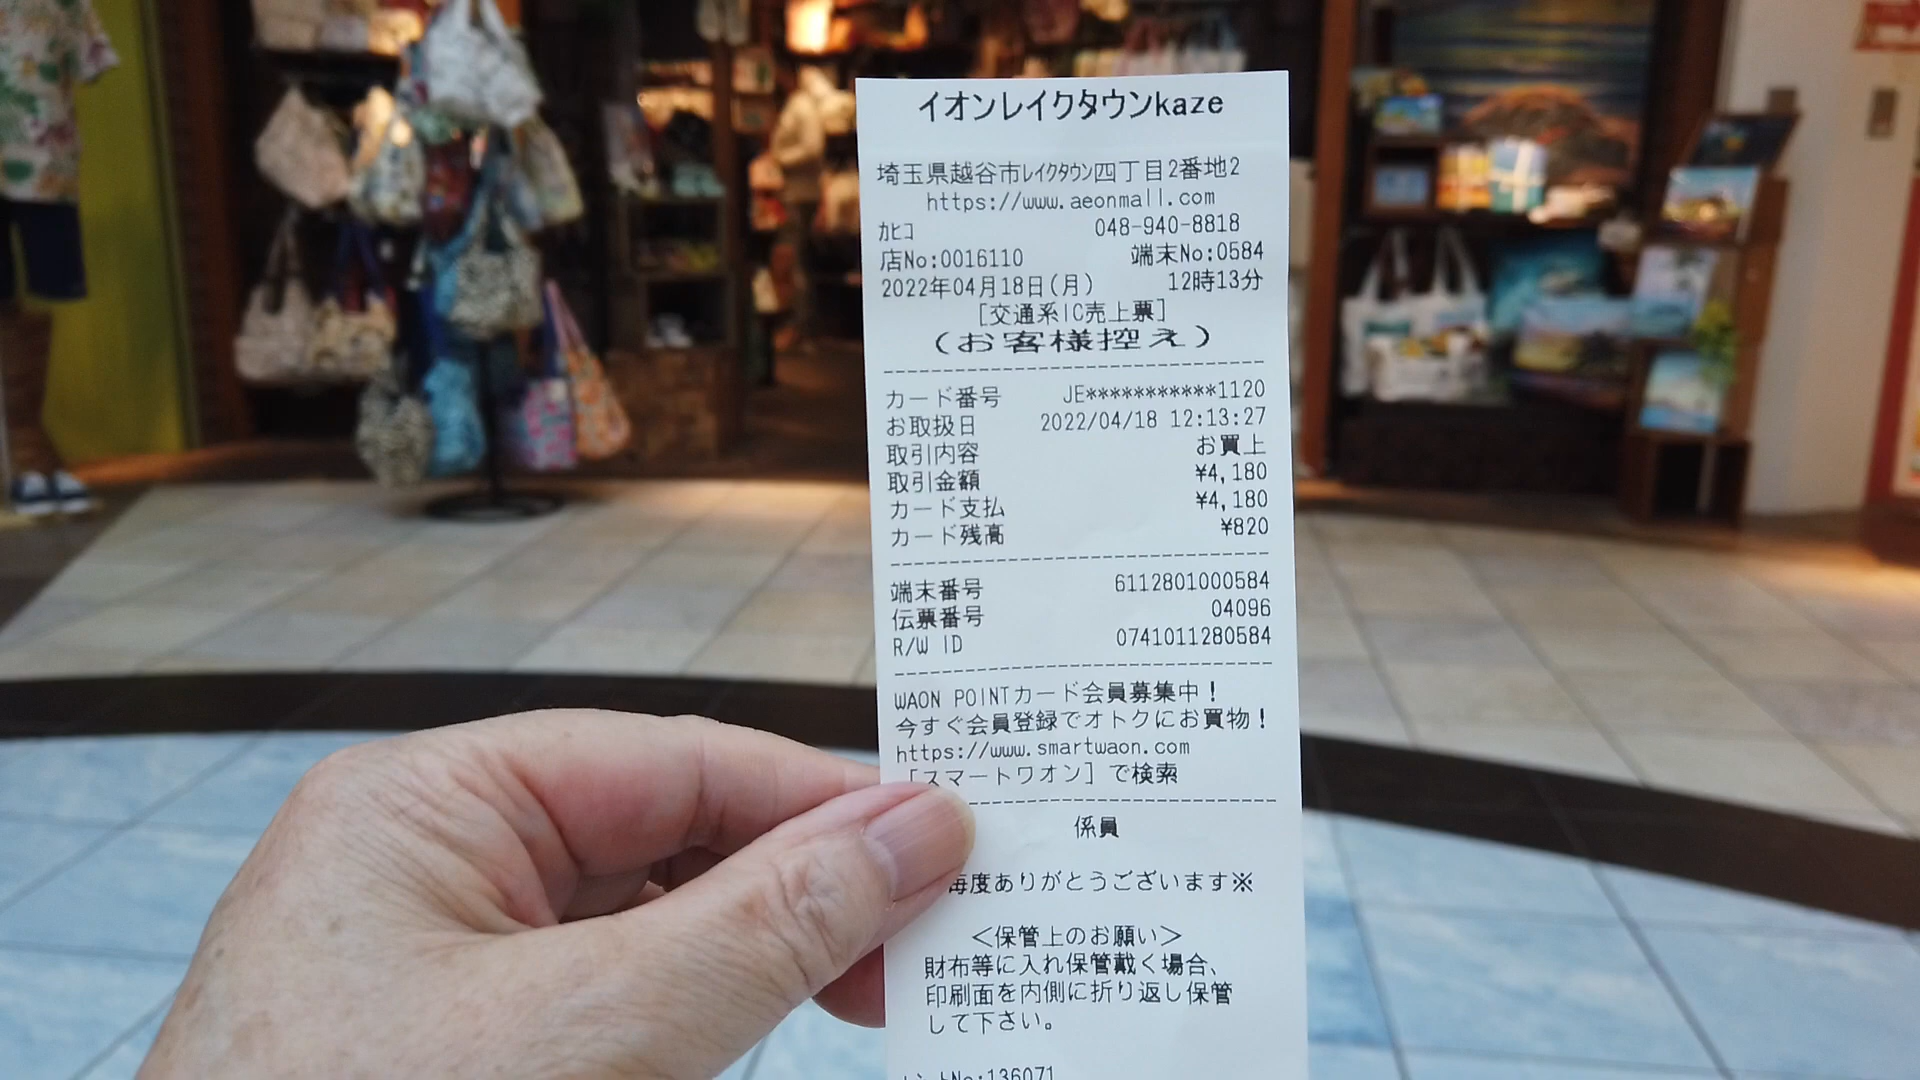 イオンレイクタウンkaze
埼玉県越谷市レイクタウン四丁目2番地2
https://www.aeonmall.com
カヒコ 048-940-8818
店No:0016110 端末No:0584
2022年04月18日(月) 12時13分
[交通系IC売上票]
(お客様控え)
カード番号 JE***********1120
お取扱日 2022/04/18 12:13:27
取引内容 お買上
取引金額 ¥4,180
カード支払 ¥4,180
カード残高 ¥820
端末番号 6112801000584
伝票番号 04096
R/W ID 0741011280584
WAON POINTカード会員募集中!
今すぐ会員登録でオトクにお買物!
https://www.smartwaon.com
[スマートワオン]で検索
係員
毎度ありがとうございます※
<保管上のお願い>
財布等に入れ保管戴く場合、
印刷面を内側に折り返し保管
して下さい。
No:136071